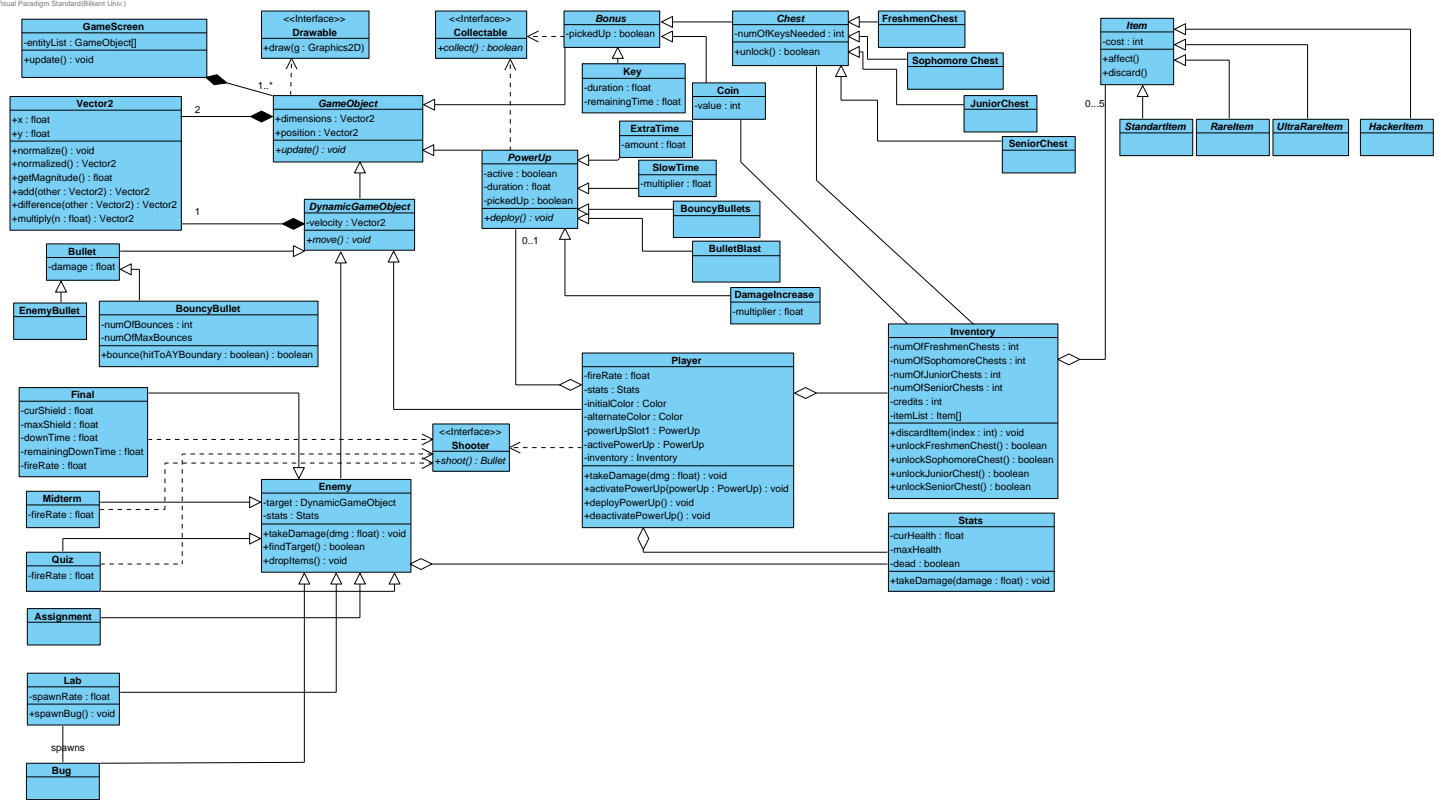 Visual Paradigm Standard(Bilkent Univ.)
GameScreen
-entityList : GameObject[]
+update() : void
<<Interface>>
Drawable
+draw(g : Graphics2D)
<<Interface>>
Collectable
+collect() : boolean
Bonus
-pickedUp : boolean
Chest
-numOfKeysNeeded : int
+unlock() : boolean
FreshmenChest
Sophomore Chest
JuniorChest
SeniorChest
Item
-cost : int
+affect()
+discard()
StandartItem
RareItem
UltraRareItem
HackerItem
0...5
Key
-duration : float
-remainingTime : float
Coin
-value : int
1..*
2
1
Vector2
+x : float
+y : float
+normalize() : void
+normalized() : Vector2
+getMagnitude() : float
+add(other : Vector2) : Vector2
+difference(other : Vector2) : Vector2
+multiply(n : float) : Vector2
GameObject
+dimensions : Vector2
+position : Vector2
+update() : void
DynamicGameObject
-velocity : Vector2
+move() : void
PowerUp
-active : boolean
-duration : float
-pickedUp : boolean
+deploy() : void
0..1
ExtraTime
-amount : float
SlowTime
-multiplier : float
BouncyBullets
BulletBlast
DamageIncrease
-multiplier : float
Bullet
-damage : float
EnemyBullet
BouncyBullet
-numOfBounces : int
-numOfMaxBounces
+bounce(hitToAYBoundary : boolean) : boolean
Inventory
-numOfFreshmenChests : int
-numOfSophomoreChests : int
-numOfJuniorChests : int
-numOfSeniorChests : int
-credits : int
-itemList : Item[]
+discardItem(index : int) : void
+unlockFreshmenChest() : boolean
+unlockSophomoreChest() : boolean
+unlockJuniorChest() : boolean
+unlockSeniorChest() : boolean
Player
-fireRate : float
-stats : Stats
-initialColor : Color
-alternateColor : Color
-powerUpSlot1 : PowerUp
-activePowerUp : PowerUp
-inventory : Inventory
+takeDamage(dmg : float) : void
+activatePowerUp(powerUp : PowerUp) : void
+deployPowerUp() : void
+deactivatePowerUp() : void
Final
-curShield : float
-maxShield : float
-downTime : float
-remainingDownTime : float
-fireRate : float
<<Interface>>
Shooter
+shoot() : Bullet
Midterm
-fireRate : float
Enemy
-target : DynamicGameObject
-stats : Stats
+takeDamage(dmg : float) : void
+findTarget() : boolean
+dropItems() : void
Stats
-curHealth : float
-maxHealth
-dead : boolean
+takeDamage(damage : float) : void
Quiz
-fireRate : float
Assignment
Lab
-spawnRate : float
+spawnBug() : void
spawns
Bug